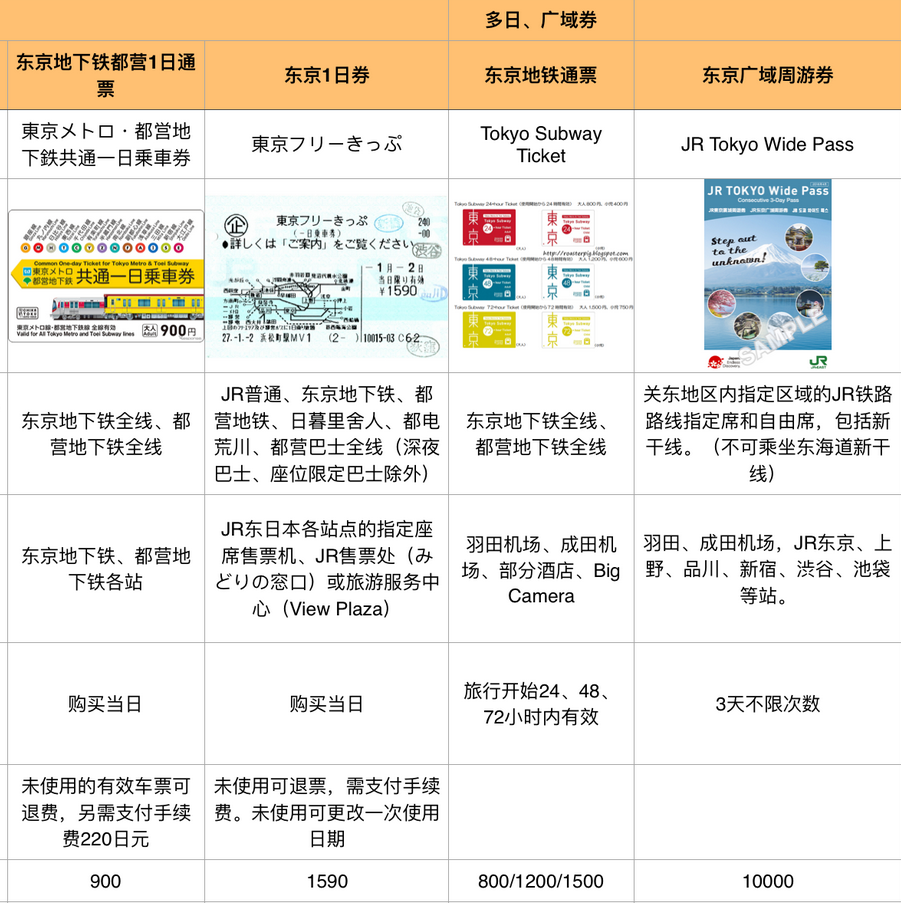 多日、广域券
东京地下铁都营1日通
票
东京1日券
东京地铁通票
东京广域周游券
東京メトロ・都営地
下鉄共通一日乗車券
東京フリーきっぷ
Tokyo Subway
Ticket
JR Tokyo Wide Pass
Common One-day Ticket for Tokyo Metro & Toei Subway
東京メトロ
都営地下鉄
共通一日乗車券
東京メトロ線・都営地下鉄線 全線有効
Valid for All Tokyo Metro and Toei Subway lines
大人
Adult
900円
企
東京フリーきっぷ
(一日乗車券)
●詳しくは「ご案内」をご覧ください
240
-00
-1月-2日
当日限り有効
¥1590
27.-1.-2 浜松町駅MV1 (2-) 10015-03 C62
東京
24
東京
24
東京
48
東京
48
東京
72
東京
72
http://roasterpig.blogspot.com
JR TOKYO Wide Pass
Consecutive 3-Day Pass
Step out
to the
unknown!
SAMPLE
Japan.
Endless
Discovery.
JR
JR-EAST
东京地下铁全线、都
营地下铁全线
JR普通、东京地下铁、都
营地铁、日暮里舍人、都电
荒川、都营巴士全线（深夜
巴士、座位限定巴士除外）
东京地下铁全线、
都营地下铁全线
关东地区内指定区域的JR铁路
路线指定席和自由席，包括新
干线。（不可乘坐东海道新干
线）
东京地下铁、都营地
下铁各站
JR东日本各站点的指定座
席售票机、JR售票处（み
どりの窓口）或旅游服务中
心（View Plaza）
羽田机场、成田机
场、部分酒店、Big
Camera
羽田、成田机场，JR东京、上
野、品川、新宿、涩谷、池袋
等站。
购买当日
购买当日
旅行开始24、48、
72小时内有效
3天不限次数
未使用的有效车票可
退费，另需支付手续
费220日元
未使用可退票，需支付手续
费。未使用可更改一次使用
日期
900
1590
800/1200/1500
10000